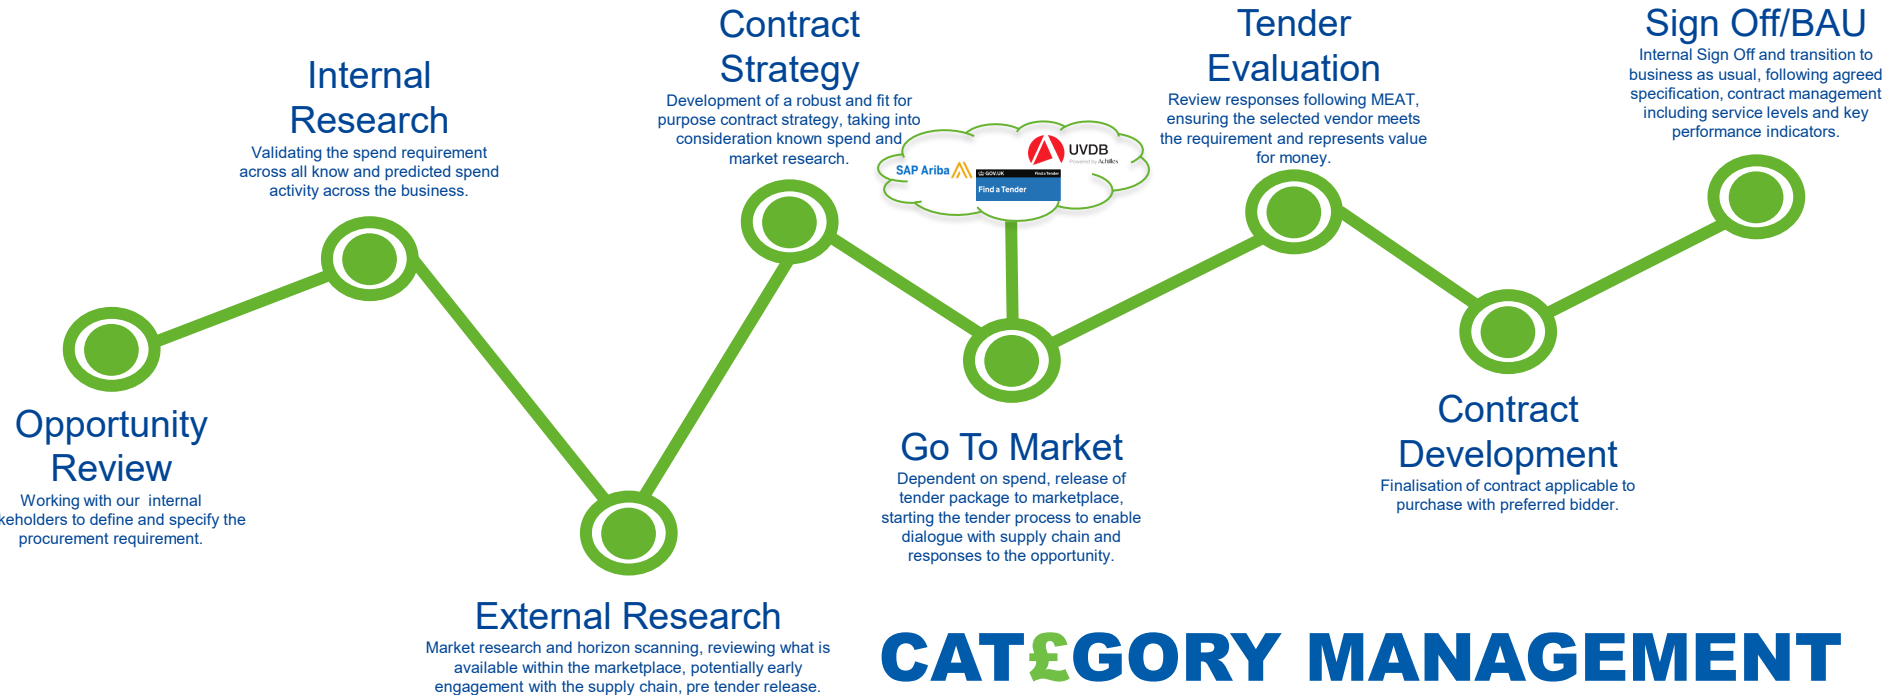 Opportunity
Review
Working with our  internal
keholders to define and specify the
procurement requirement.
Internal
Research
Validating the spend requirement
across all know and predicted spend
activity across the business.
External Research
Market research and horizon scanning, reviewing what is
available within the marketplace, potentially early
engagement with the supply chain, pre tender release.
Contract
Strategy
Development of a robust and fit for
purpose contract strategy, taking into
consideration known spend and
market research.
SAP Ariba
UVDB
Powered by Achilles
GOV.UK Find a Tender
Find a Tender
Go To Market
Dependent on spend, release of
tender package to marketplace,
starting the tender process to enable
dialogue with supply chain and
responses to the opportunity.
Tender
Evaluation
Review responses following MEAT,
ensuring the selected vendor meets
the requirement and represents value
for money.
Contract
Development
Finalisation of contract applicable to
purchase with preferred bidder.
Sign Off/BAU
Internal Sign Off and transition to
business as usual, following agreed
specification, contract management
including service levels and key
performance indicators.
CAT£GORY MANAGEMENT